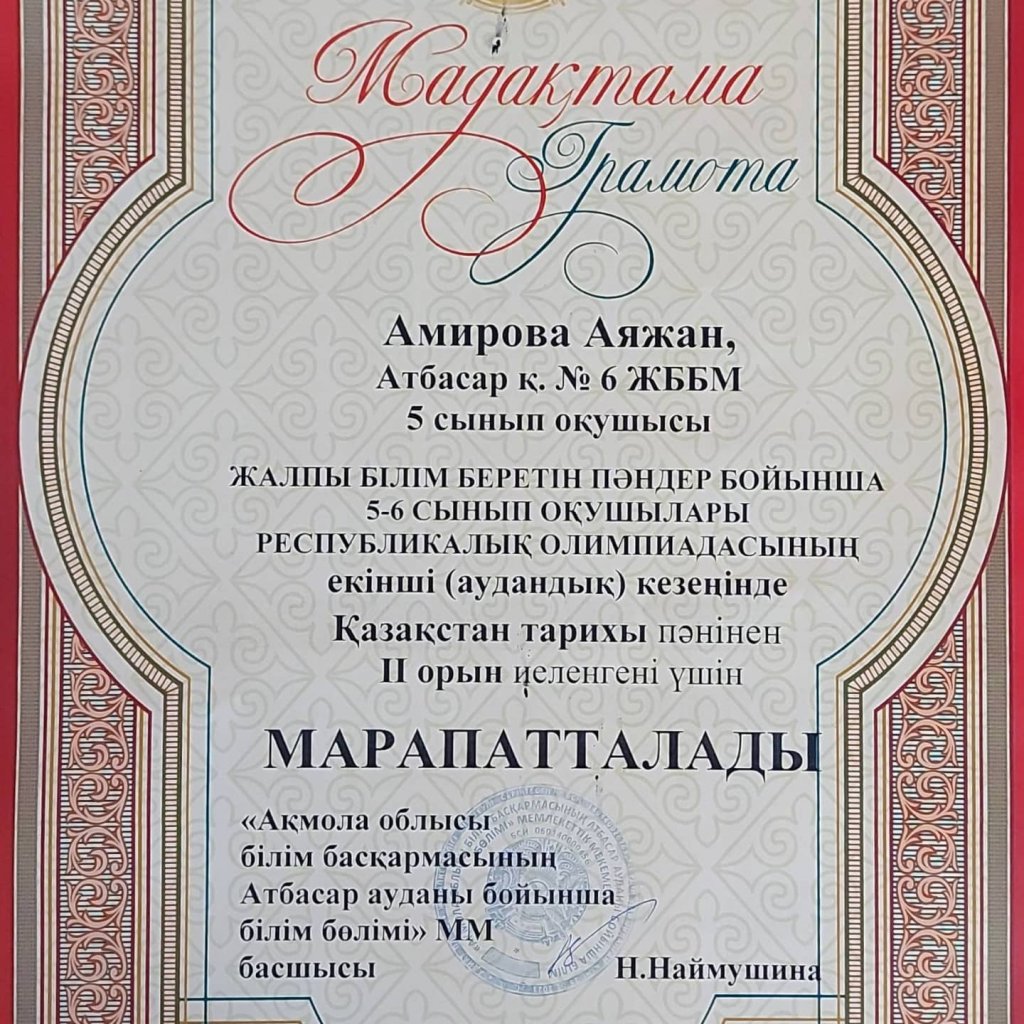 Мадақтама
Грамота
Амирова Аяжан,
Атбасар қ. № 6 ЖББМ
5 сынып оқушысы
ЖАЛПЫ БІЛІМ БЕРЕТІН ПӘНДЕР БОЙЫНША
5-6 СЫНЫП ОҚУШЫЛАРЫ
РЕСПУБЛИКАЛЫҚ ОЛИМПИАДАСЫНЫҢ
екінші (аудандық) кезеңінде
Қазақстан тарихы пәнінен
ІІ орын иеленгені үшін
МАРАПАТТАЛАДЫ
«Ақмола облысы
білім басқармасының
Атбасар ауданы бойынша
білім бөлімі» ММ
басшысы
Н.Наймушина